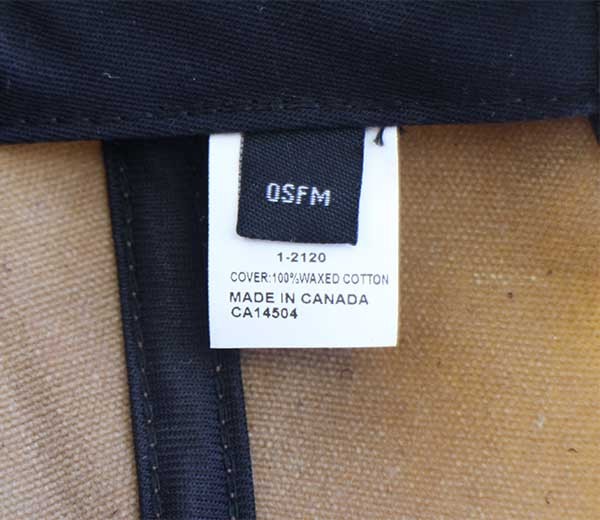 OSFM
1-2120
COVER:100%WAXED COTTON
MADE IN CANADA
CA14504